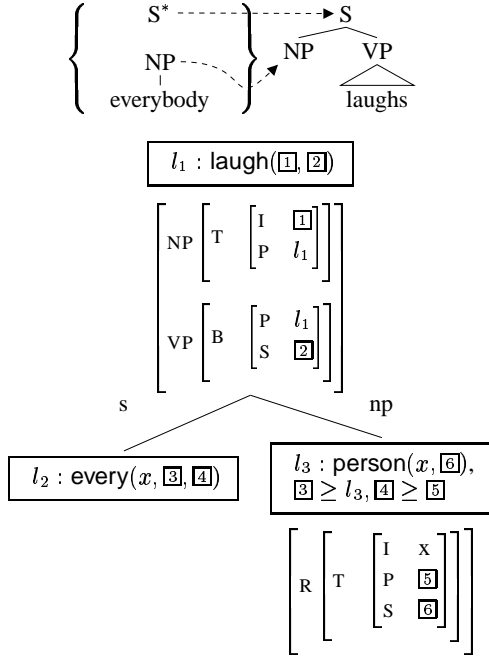 S* S
NP NP VP
everybody laughs
l₁ : laugh(1, 2)
NP T I 1
P l₁
VP B P l₁
S 2
s np
l₂ : every(x, 3, 4) l₃ : person(x, 6),
3 ≥ l₃, 4 ≥ 5
R T I x
P 5
S 6